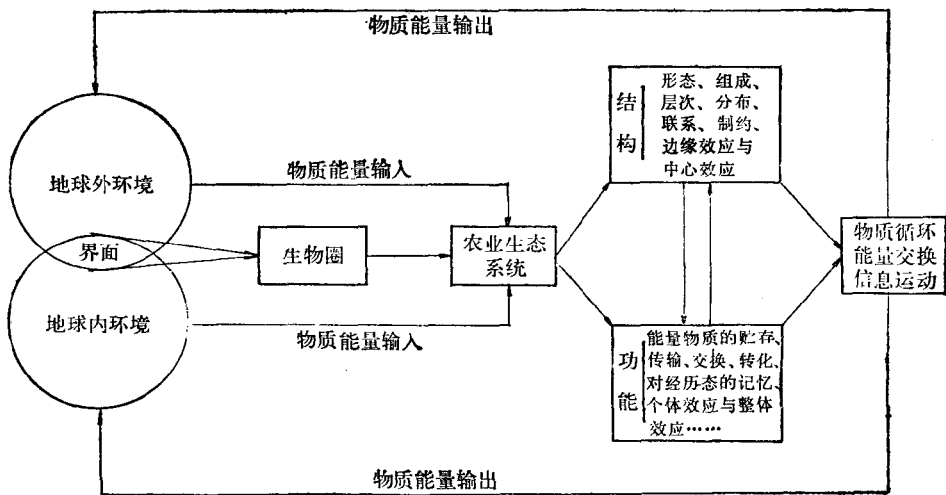 物质能量输出
地球外环境
物质能量输入
界面
生物圈
农业生态
系统
地球内环境
物质能量输入
结构
形态、组成、
层次、分布、
联系、制约、
边缘效应与
中心效应
功能
能量物质的贮存、
传输、交换、转化、
对经历态的记忆、
个体效应与整体
效应……
物质循环
能量交换
信息运动
物质能量输出